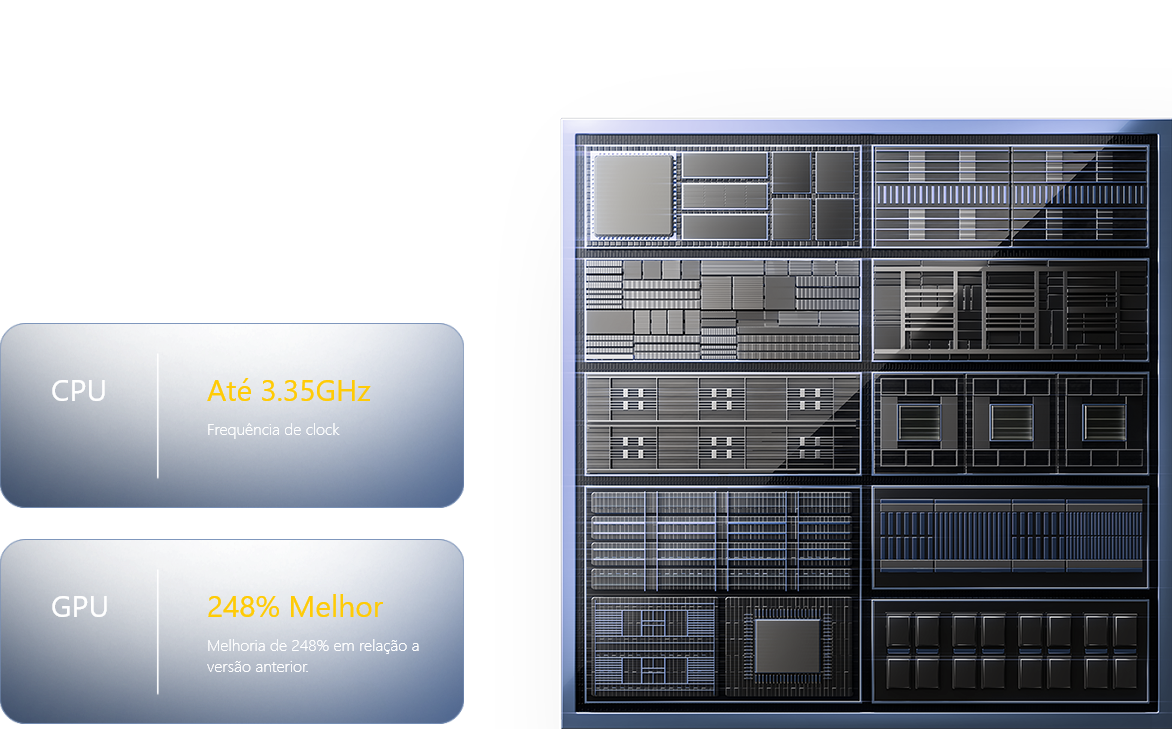 CPU
Até 3.35GHz
Frequência de clock
GPU
248% Melhor
Melhoria de 248% em relação a
versão anterior.